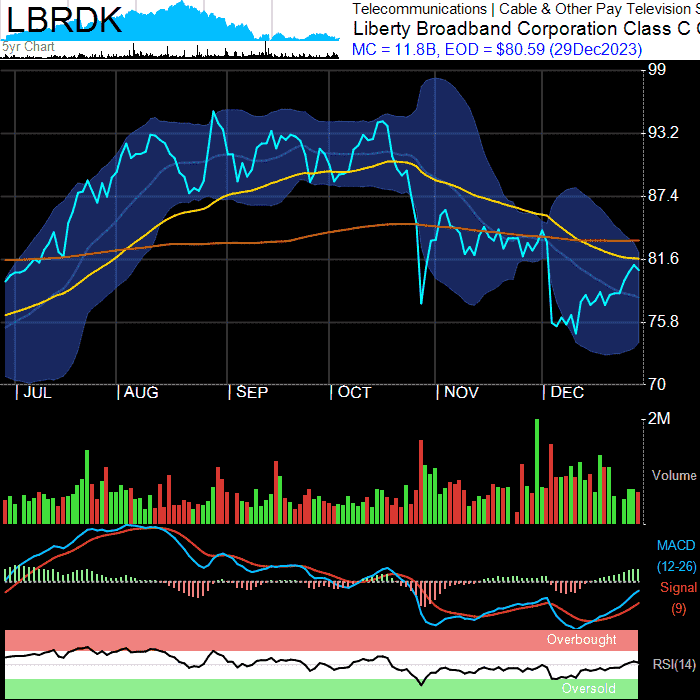 LBRDK
5yr Chart
Telecommunications | Cable & Other Pay Television S
Liberty Broadband Corporation Class C
MC = 11.8B, EOD = $80.59 (29Dec2023)
99
93.2
87.4
81.6
75.8
70
JUL AUG SEP OCT NOV DEC
2M
Volume
MACD
(12-26)
Signal
(9)
Overbought
RSI(14)
Oversold